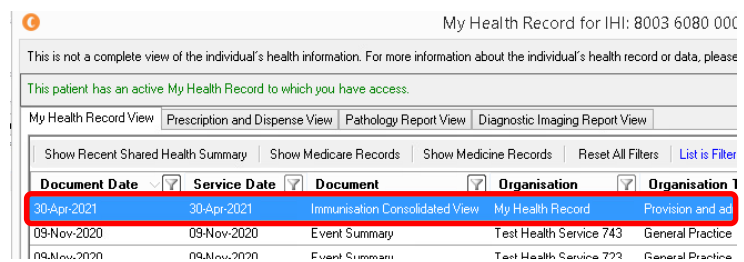 My Health Record for IHI: 8003 6080 000
This is not a complete view of the individual's health information. For more information about the individual's health record or data, please
This patient has an active My Health Record to which you have access.
My Health Record View Prescription and Dispense View Pathology Report View Diagnostic Imaging Report View
Show Recent Shared Health Summary Show Medicare Records Show Medicine Records Reset All Filters List is Filter
Document Date Service Date Document Organisation Organisation T
30-Apr-2021 30-Apr-2021 Immunisation Consolidated View My Health Record Provision and ad
09-Nov-2020 09-Nov-2020 Event Summary Test Health Service 743 General Practice
09-Nov-2020 09-Nov-2020 Event Summary Test Health Service 723 General Practice